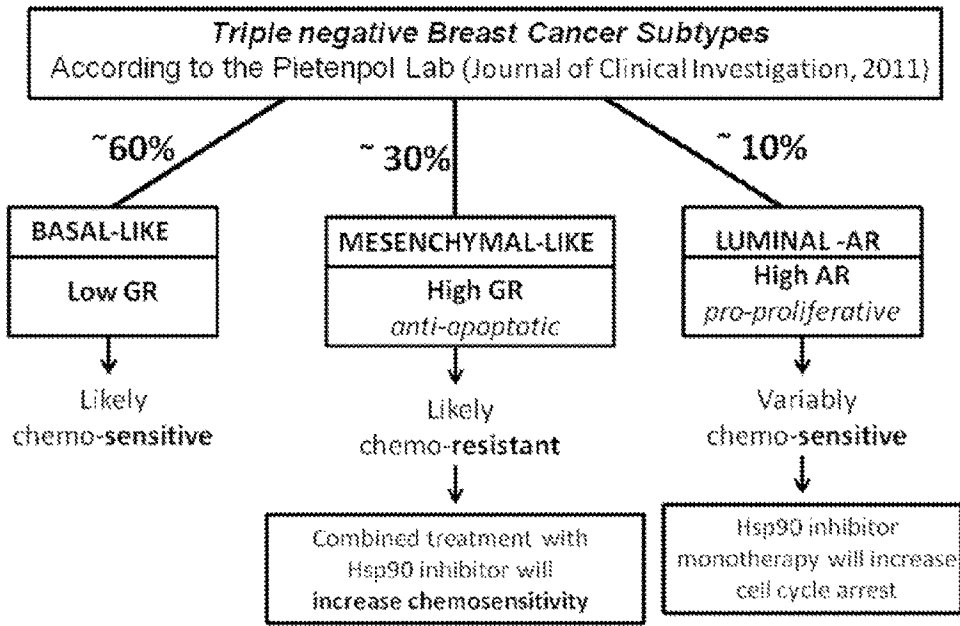 Triple negative Breast Cancer Subtypes
According to the Pietenpol Lab (Journal of Clinical Investigation, 2011)
~60%
~ 30%
~ 10%
BASAL-LIKE
Low GR
Likely
chemo-sensitive
MESENCHYMAL-LIKE
High GR
anti-apoptotic
Likely
chemo-resistant
Combined treatment with
Hsp90 inhibitor will
increase chemosensitivity
LUMINAL -AR
High AR
pro-proliferative
Variably
chemo-sensitive
Hsp90 inhibitor
monotherapy will increase
cell cycle arrest